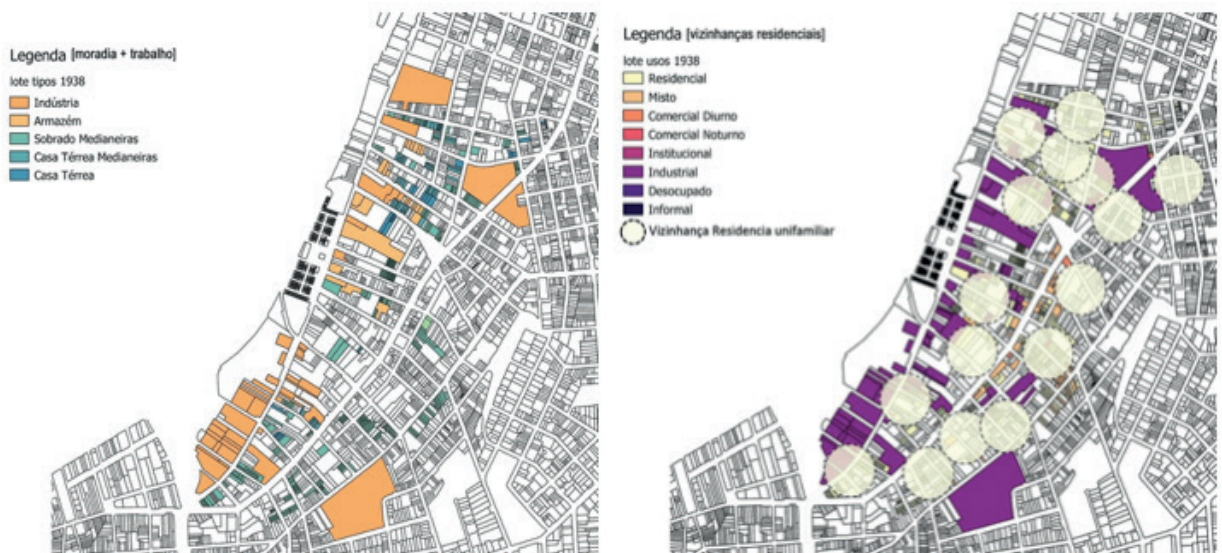 Legenda [moradia + trabalho]
lote tipos 1938
Indústria
Armazém
Sobrado Medianeiras
Casa Térrea Medianeiras
Casa Térrea
Legenda [vizinhanças residenciais]
lote usos 1938
Residencial
Misto
Comercial Diurno
Comercial Noturno
Institucional
Industrial
Desocupado
Informal
Vizinhança Residencia unifamiliar